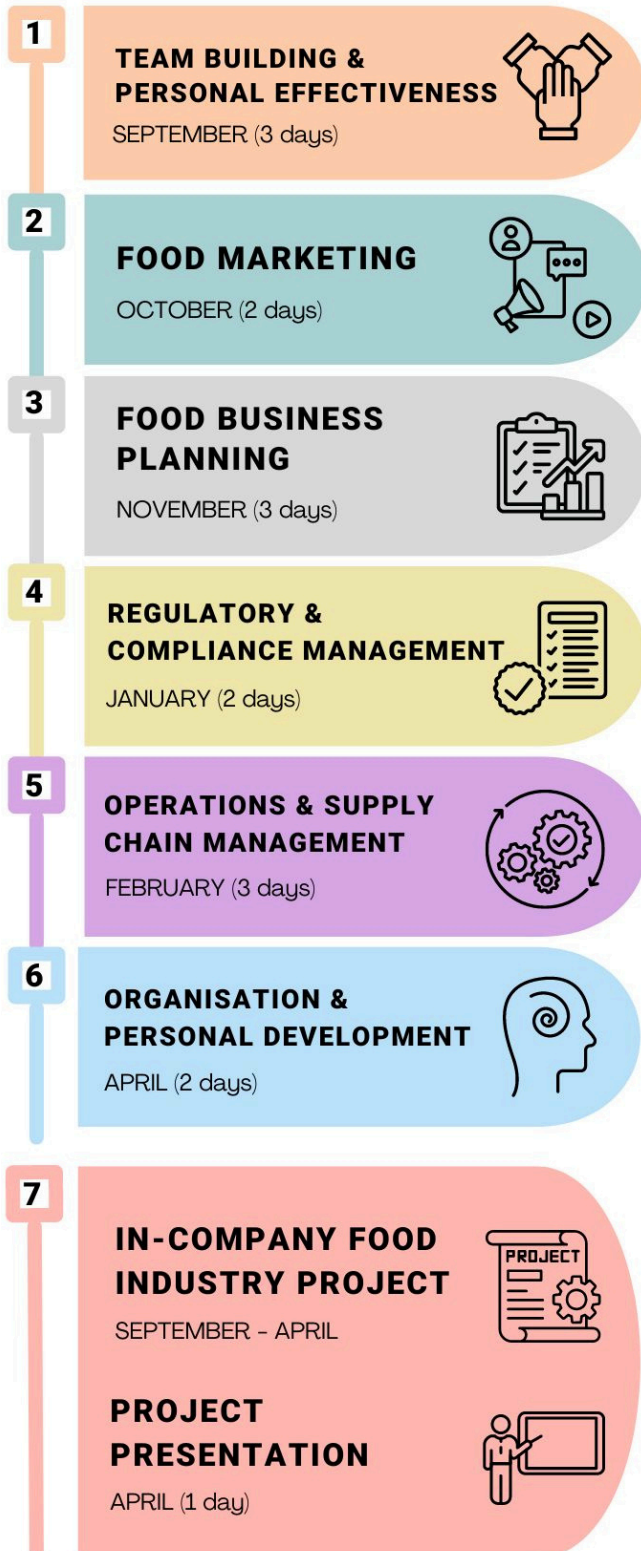 1
TEAM BUILDING &
PERSONAL EFFECTIVENESS
SEPTEMBER (3 days)
2
FOOD MARKETING
OCTOBER (2 days)
3
FOOD BUSINESS
PLANNING
NOVEMBER (3 days)
4
REGULATORY &
COMPLIANCE MANAGEMENT
JANUARY (2 days)
5
OPERATIONS & SUPPLY
CHAIN MANAGEMENT
FEBRUARY (3 days)
6
ORGANISATION &
PERSONAL DEVELOPMENT
APRIL (2 days)
7
IN-COMPANY FOOD
INDUSTRY PROJECT
SEPTEMBER - APRIL
PROJECT
PROJECT
PRESENTATION
APRIL (1 day)